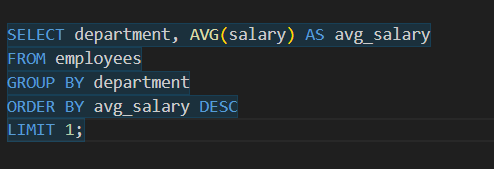 SELECT department, AVG(salary) AS avg_salary
FROM employees
GROUP BY department
ORDER BY avg_salary DESC
LIMIT 1;